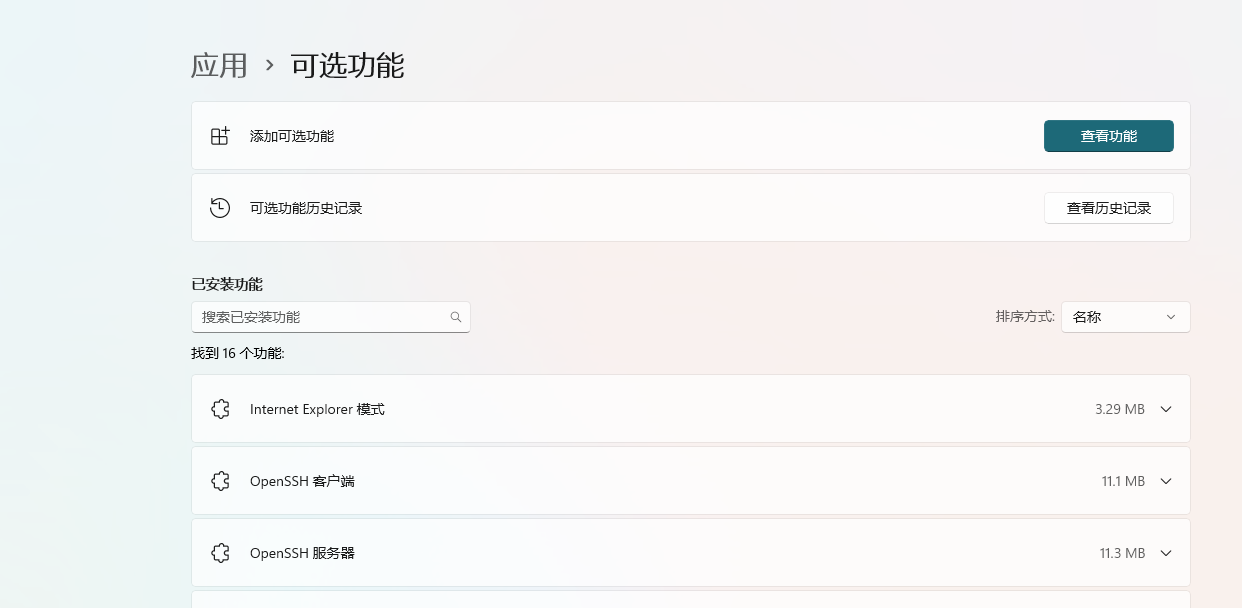 应用 › 可选功能
添加可选功能
查看功能
可选功能历史记录
查看历史记录
已安装功能
搜索已安装功能
排序方式: 名称
找到 16 个功能:
Internet Explorer 模式
3.29 MB
OpenSSH 客户端
11.1 MB
OpenSSH 服务器
11.3 MB